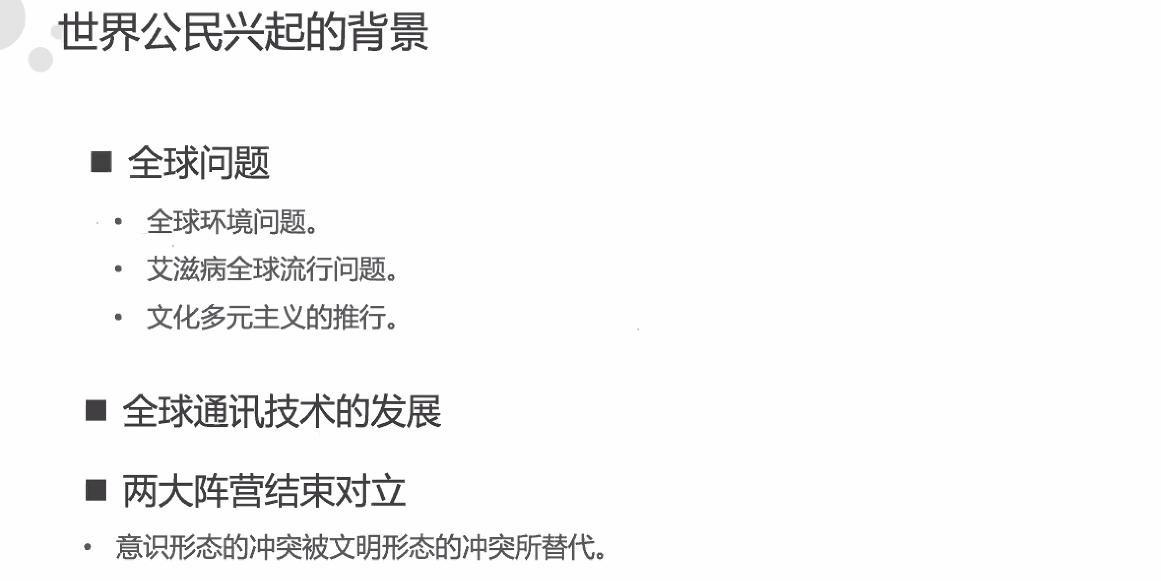 世界公民兴起的背景
■ 全球问题
• 全球环境问题。
• 艾滋病全球流行问题。
• 文化多元主义的推行。
■ 全球通讯技术的发展
■ 两大阵营结束对立
• 意识形态的冲突被文明形态的冲突所替代。